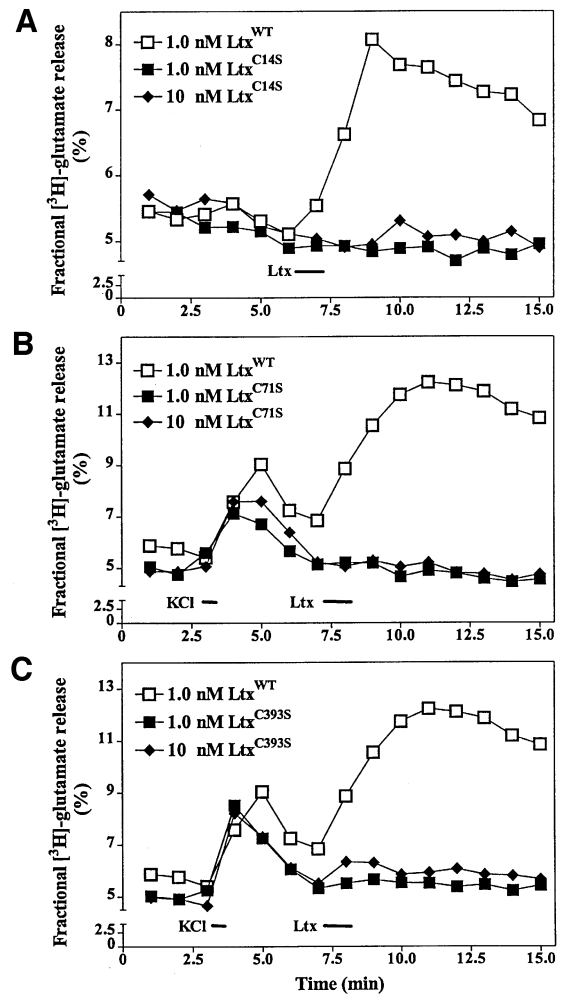 A
Fractional [³H]-glutamate release
(%)
8
7
6
5
2.5
0
1.0 nM Ltx^WT
1.0 nM Ltx^C14S
10 nM Ltx^C14S
Ltx
0 2.5 5.0 7.5 10.0 12.5 15.0
B
Fractional [³H]-glutamate release
(%)
13
11
9
7
5
2.5
0
1.0 nM Ltx^WT
1.0 nM Ltx^C71S
10 nM Ltx^C71S
KCl Ltx
0 2.5 5.0 7.5 10.0 12.5 15.0
C
Fractional [³H]-glutamate release
(%)
13
11
9
7
5
2.5
0
1.0 nM Ltx^WT
1.0 nM Ltx^C393S
10 nM Ltx^C393S
KCl Ltx
0 2.5 5.0 7.5 10.0 12.5 15.0
Time (min)